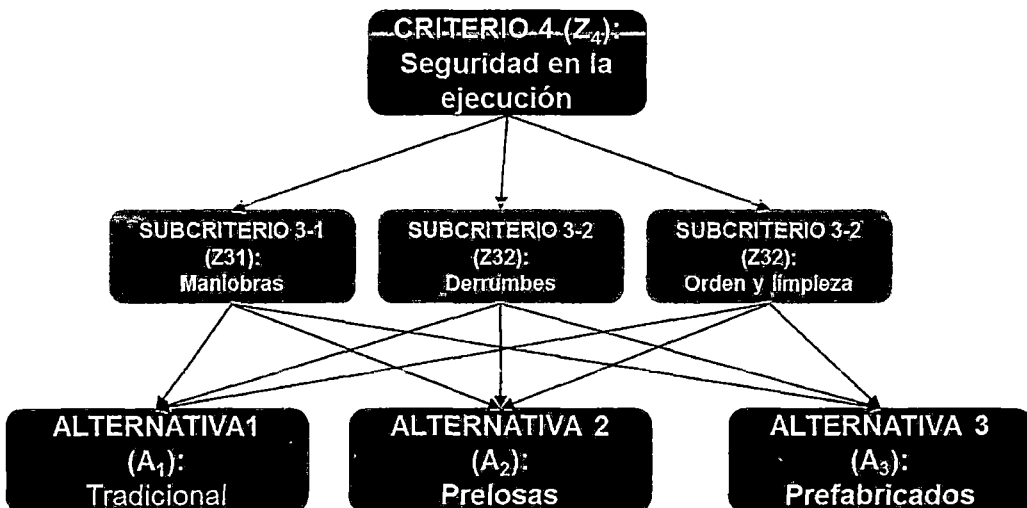 CRITERIO 4 (Z₄):
Seguridad en la
ejecución
SUBCRITERIO 3-1
(Z31):
Maniobras
SUBCRITERIO 3-2
(Z32):
Derrumbes
SUBCRITERIO 3-2
(Z32):
Orden y limpieza
ALTERNATIVA1
(A₁):
Tradicional
ALTERNATIVA 2
(A₂):
Prelosas
ALTERNATIVA 3
(A₃):
Prefabricados